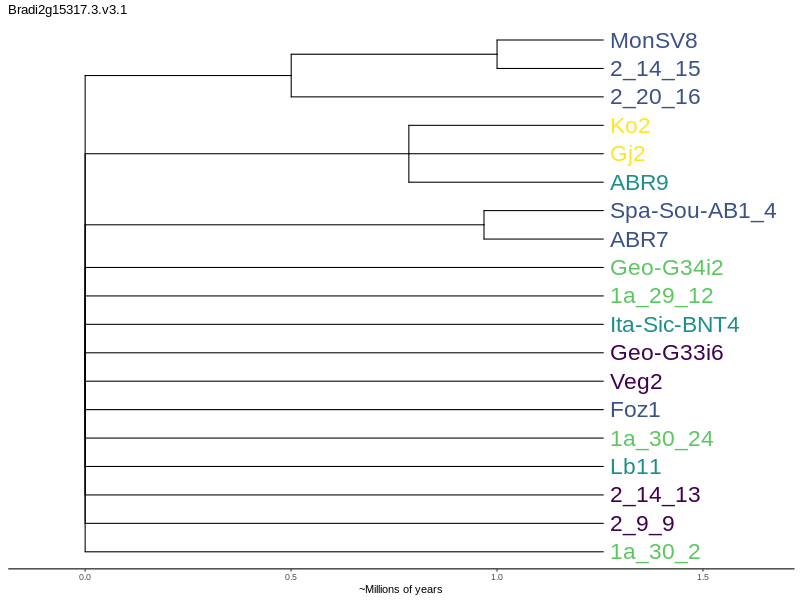 Bradi2g15317.3.v3.1
MonSV8
2_14_15
2_20_16
Ko2
Gj2
ABR9
Spa-Sou-AB1_4
ABR7
Geo-G34i2
1a_29_12
Ita-Sic-BNT4
Geo-G33i6
Veg2
Foz1
1a_30_24
Lb11
2_14_13
2_9_9
1a_30_2
0.0 0.5 1.0 1.5
~Millions of years